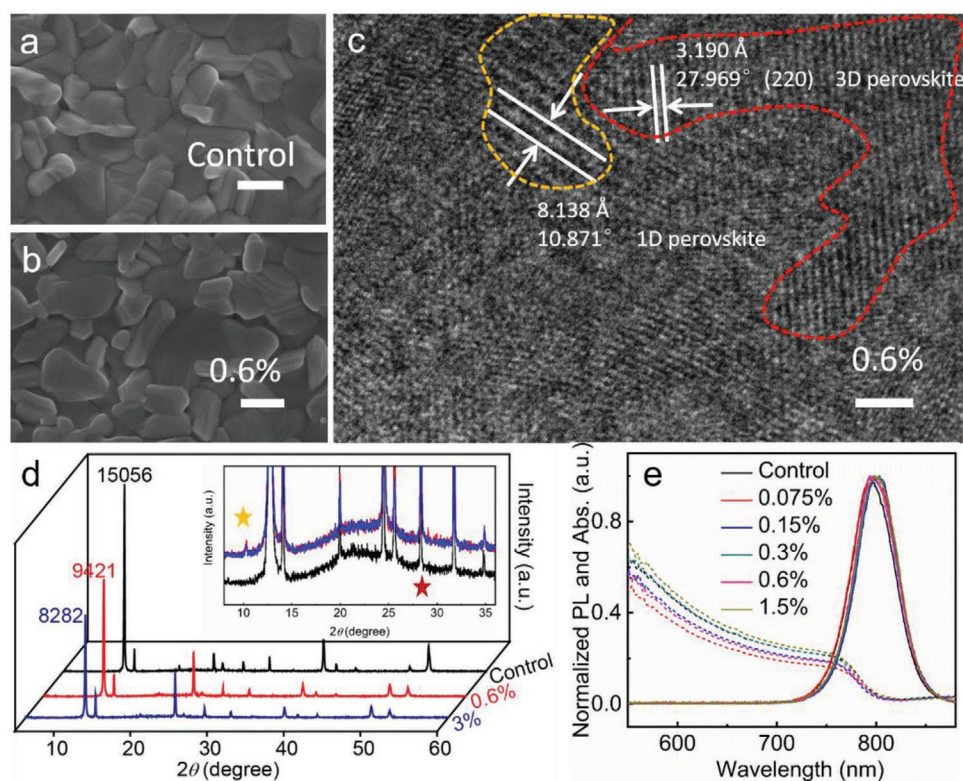 a
Control
b
0.6%
c
3.190 Å
27.969° (220) 3D perovskite
8.138 Å
10.871° 1D perovskite
0.6%
d
15056
9421
8282
Intensity (a.u.)
10 15 20 25 30 35
2θ (degree)
Intensity (a.u.)
Control
0.6%
3%
10 20 30 40 50 60
2θ (degree)
e
Normalized PL and Abs. (a.u.)
0.8
0.4
0.0
Control
0.075%
0.15%
0.3%
0.6%
1.5%
600 700 800
Wavelength (nm)